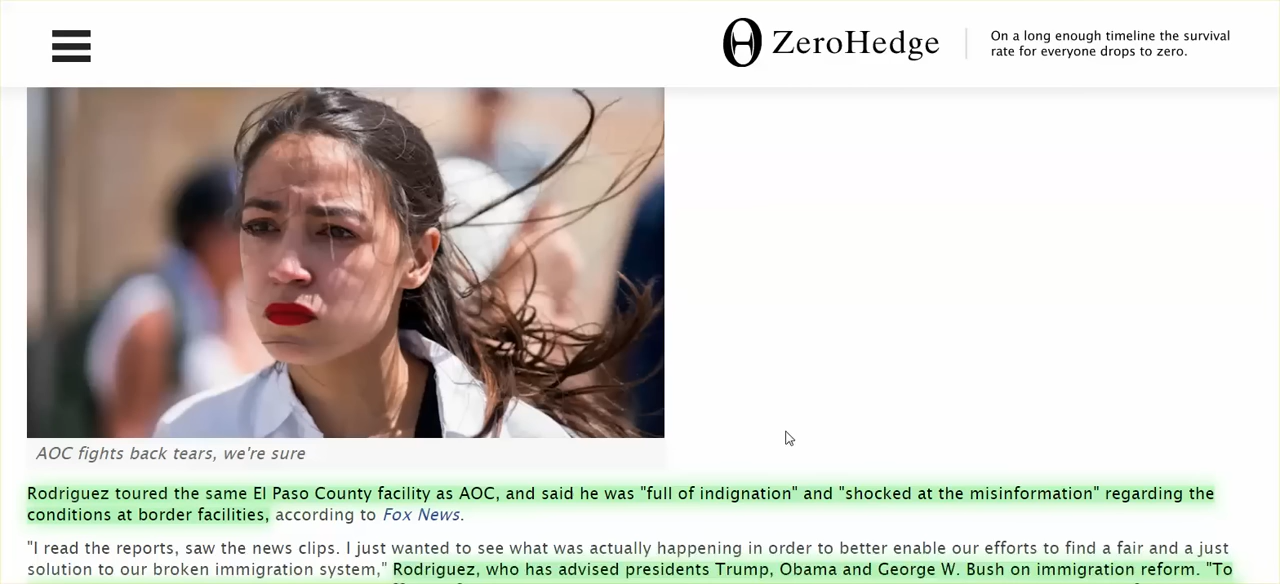 ZeroHedge
On a long enough timeline the survival
rate for everyone drops to zero.
AOC fights back tears, we're sure
Rodriguez toured the same El Paso County facility as AOC, and said he was "full of indignation" and "shocked at the misinformation" regarding the
conditions at border facilities, according to Fox News.
"I read the reports, saw the news clips. I just wanted to see what was actually happening in order to better enable our efforts to find a fair and a just
solution to our broken immigration system," Rodriguez, who has advised presidents Trump, Obama and George W. Bush on immigration reform. "To